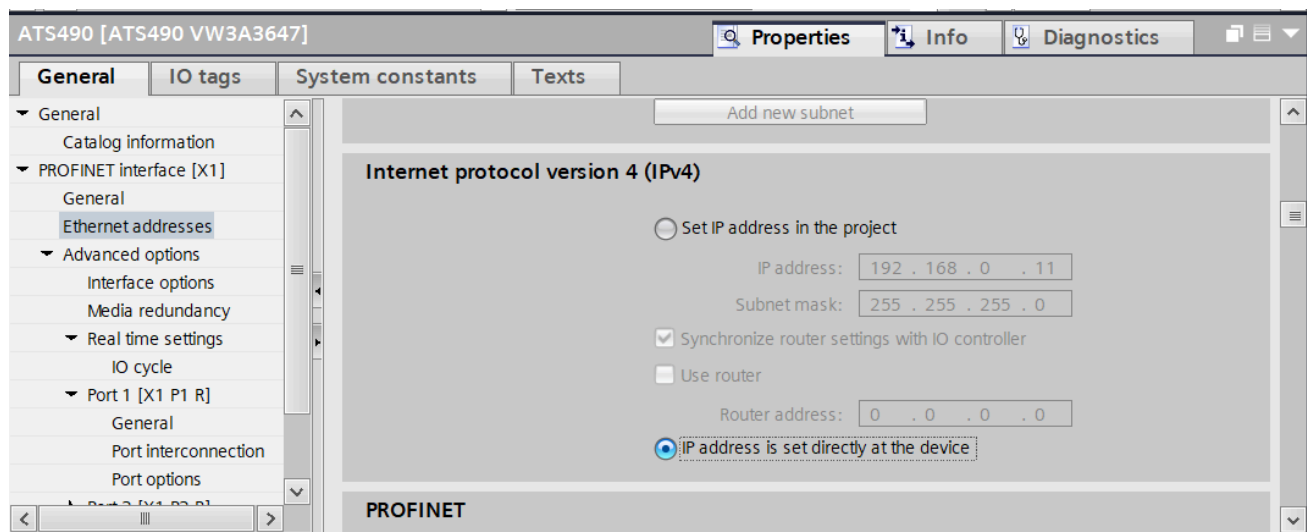 ATS490 [ATS490 VW3A3647]
Properties
Info
Diagnostics
General
IO tags
System constants
Texts
General
Catalog information
PROFINET interface [X1]
General
Ethernet addresses
Advanced options
Interface options
Media redundancy
Real time settings
IO cycle
Port 1 [X1 P1 R]
General
Port interconnection
Port options
Add new subnet
Internet protocol version 4 (IPv4)
Set IP address in the project
IP address: 192 . 168 . 0 . 11
Subnet mask: 255 . 255 . 255 . 0
Synchronize router settings with IO controller
Use router
Router address: 0 . 0 . 0 . 0
IP address is set directly at the device
PROFINET